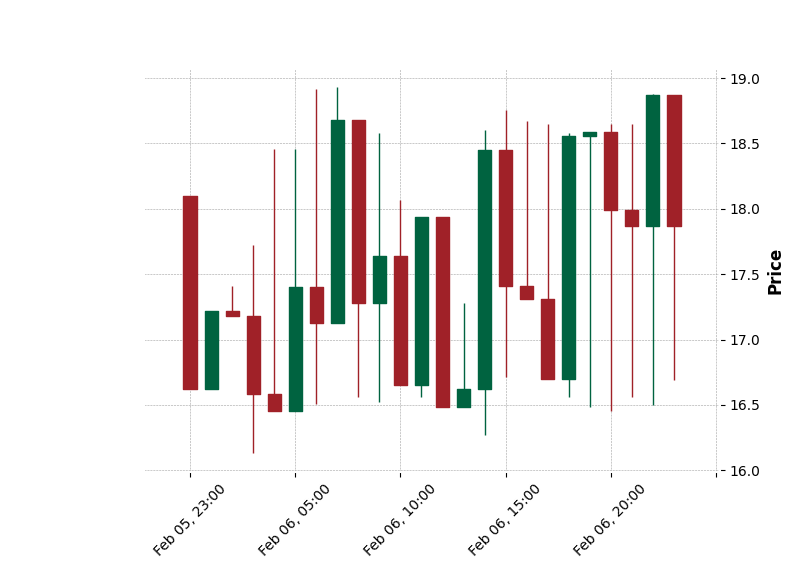 19.0
18.5
18.0
17.5
17.0
16.5
16.0
Price
Feb 05, 23:00
Feb 06, 05:00
Feb 06, 10:00
Feb 06, 15:00
Feb 06, 20:00